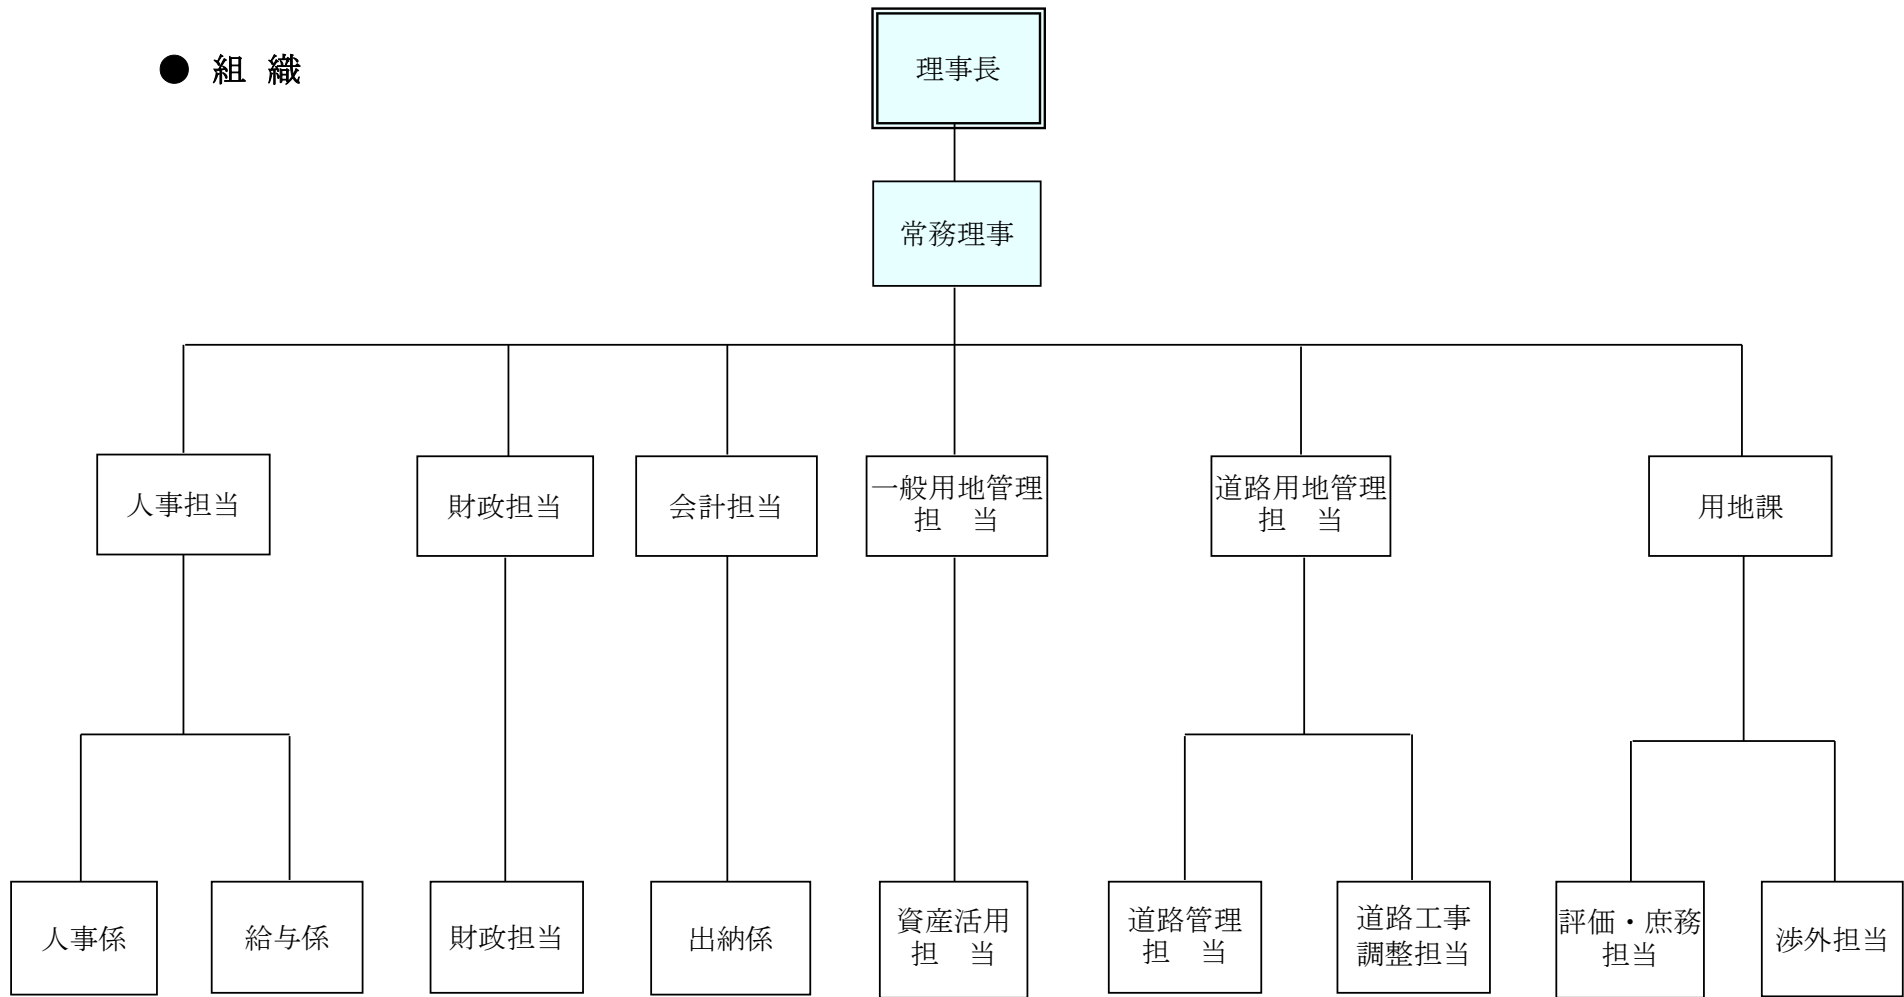 ● 組 織
理事長
常務理事
人事担当
財政担当
会計担当
一般用地管理
担 当
道路用地管理
担 当
用地課
人事係
給与係
財政担当
出納係
資産活用
担 当
道路管理
担 当
道路工事
調整担当
評価・庶務
担当
渉外担当